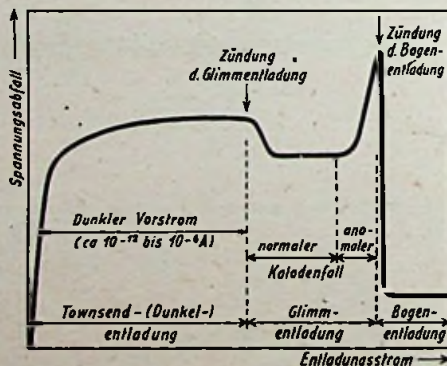 Spannungsabfall
Zündung
d. Glimmentladung
Zündung
d. Bogen-
entladung
Dunkler Vorstrom
(ca 10⁻¹² bis 10⁻⁶A)
normaler
ano-
maler
Katodenfall
Townsend-(Dunkel-)
entladung
Glimm-
entladung
Bogen-
entladung
Entladungsstrom